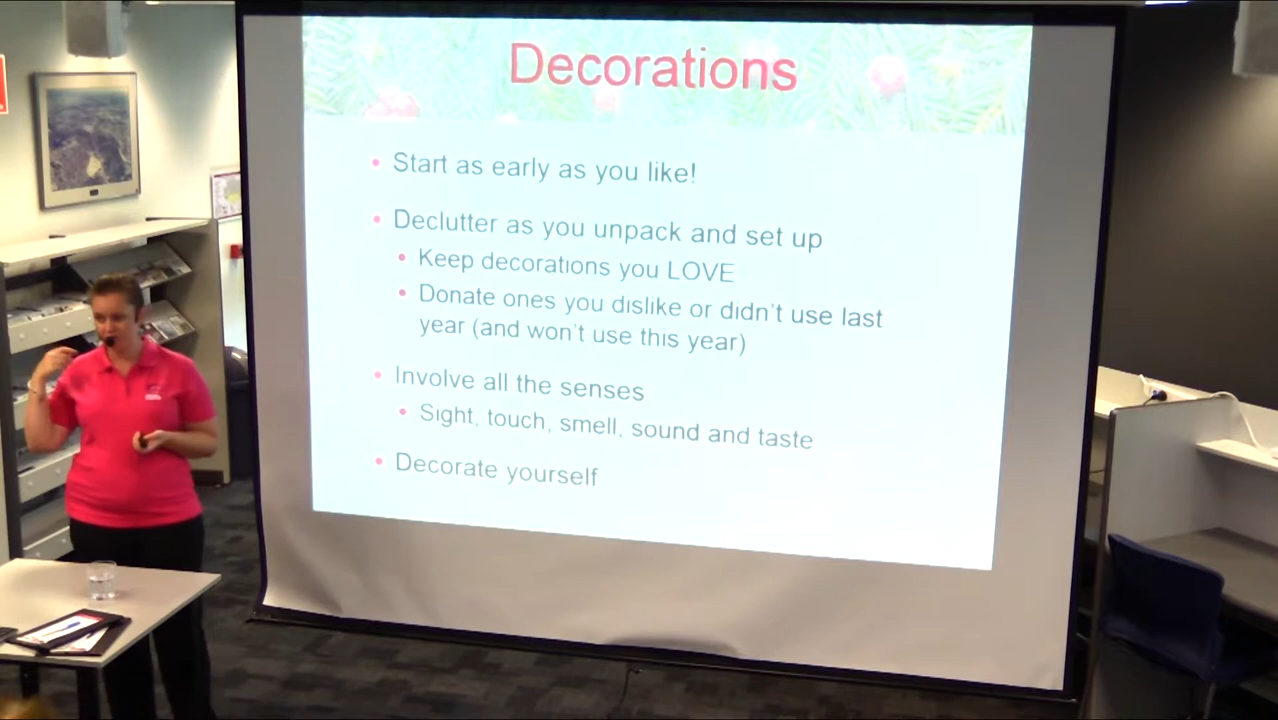 Decorations
Start as early as you like!
Declutter as you unpack and set up
Keep decorations you LOVE
Donate ones you dislike or didn't use last
year (and won't use this year)
Involve all the senses
Sight, touch, smell, sound and taste
Decorate yourself